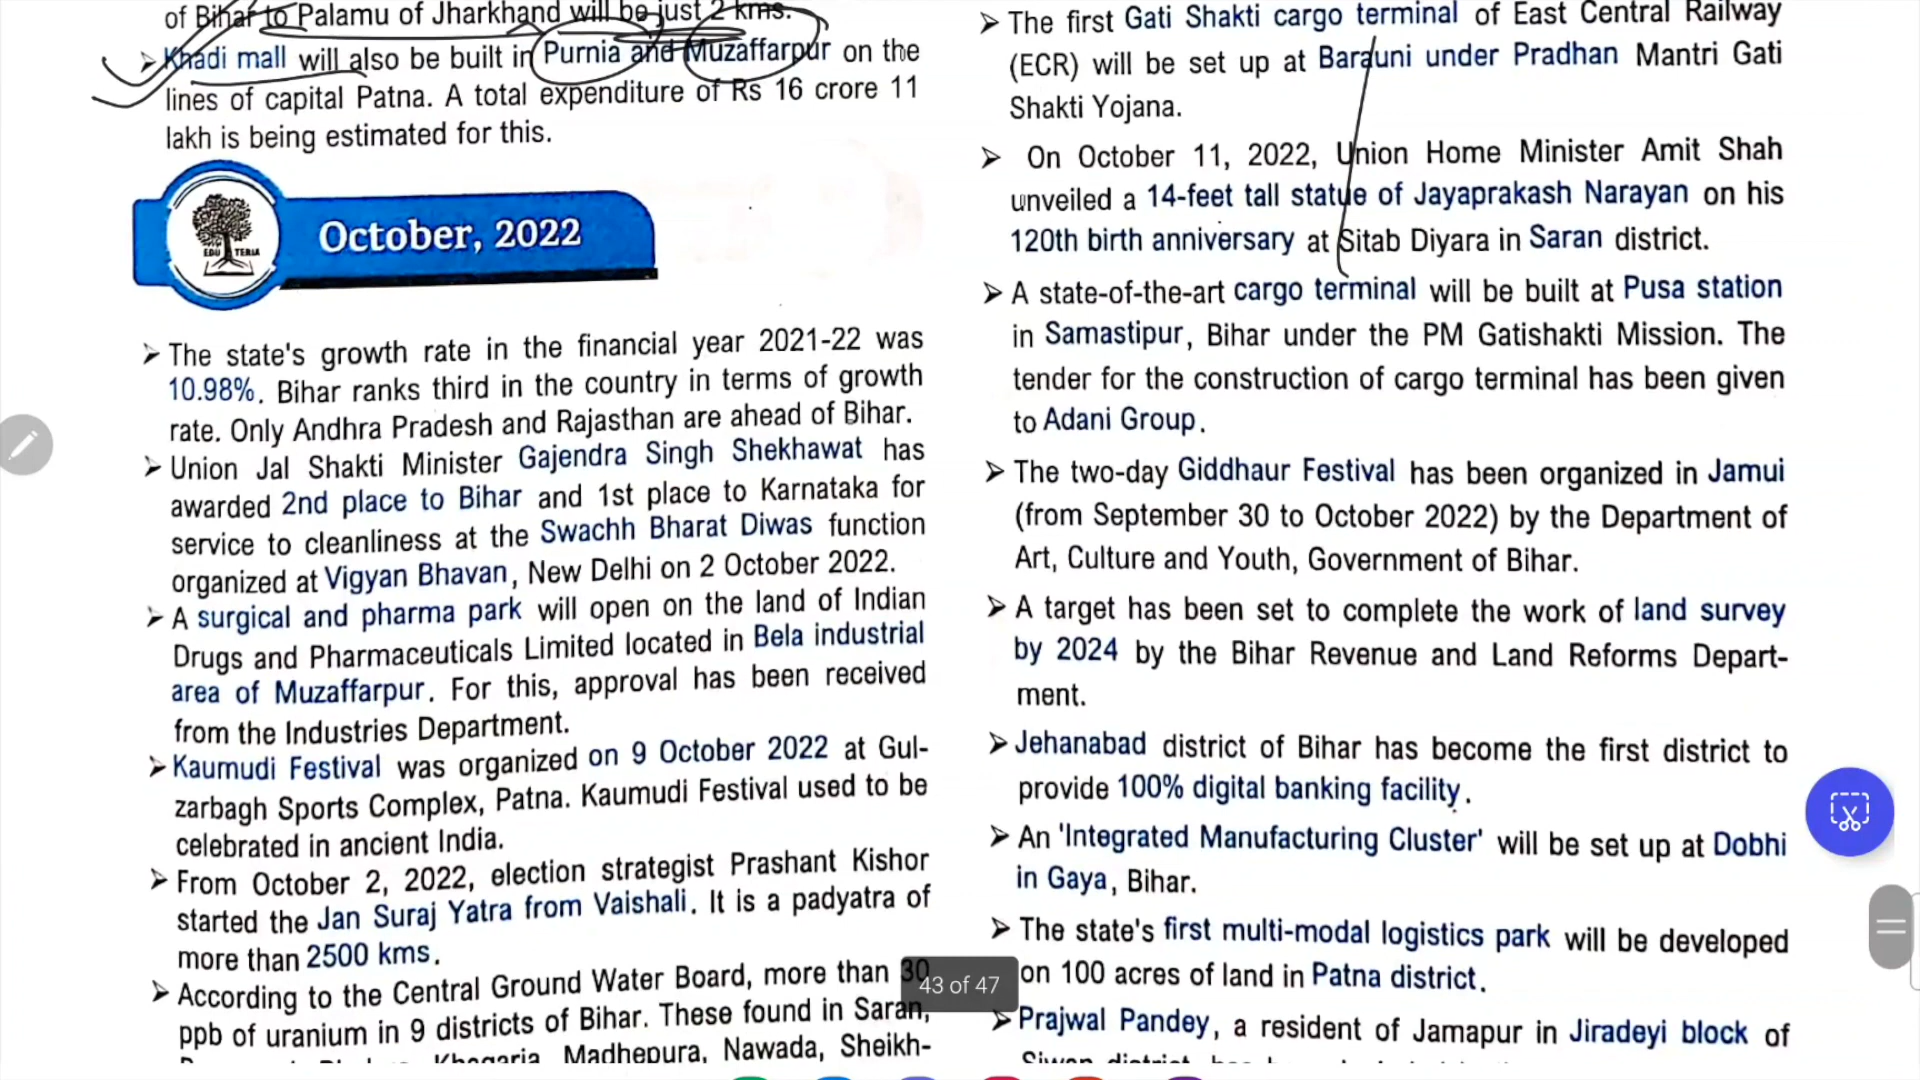 of Bihar to Palamu of Jharkhand will be just 2 kms.
➢ Khadi mall will also be built in Purnia and Muzaffarpur on the
lines of capital Patna. A total expenditure of Rs 16 crore 11
lakh is being estimated for this.
EDU TERIA
October, 2022
➢ The state's growth rate in the financial year 2021-22 was
10.98%. Bihar ranks third in the country in terms of growth
rate. Only Andhra Pradesh and Rajasthan are ahead of Bihar.
➢ Union Jal Shakti Minister Gajendra Singh Shekhawat has
awarded 2nd place to Bihar and 1st place to Karnataka for
service to cleanliness at the Swachh Bharat Diwas function
organized at Vigyan Bhavan, New Delhi on 2 October 2022.
➢ A surgical and pharma park will open on the land of Indian
Drugs and Pharmaceuticals Limited located in Bela industrial
area of Muzaffarpur. For this, approval has been received
from the Industries Department.
➢ Kaumudi Festival was organized on 9 October 2022 at Gul-
zarbagh Sports Complex, Patna. Kaumudi Festival used to be
celebrated in ancient India.
➢ From October 2, 2022, election strategist Prashant Kishor
started the Jan Suraj Yatra from Vaishali. It is a padyatra of
more than 2500 kms.
➢ According to the Central Ground Water Board, more than 30
ppb of uranium in 9 districts of Bihar. These found in Saran,
Khagaria, Madhepura, Nawada, Sheikh-
➢ The first Gati Shakti cargo terminal of East Central Railway
(ECR) will be set up at Barauni under Pradhan Mantri Gati
Shakti Yojana.
➢ On October 11, 2022, Union Home Minister Amit Shah
unveiled a 14-feet tall statue of Jayaprakash Narayan on his
120th birth anniversary at Sitab Diyara in Saran district.
➢ A state-of-the-art cargo terminal will be built at Pusa station
in Samastipur, Bihar under the PM Gatishakti Mission. The
tender for the construction of cargo terminal has been given
to Adani Group.
➢ The two-day Giddhaur Festival has been organized in Jamui
(from September 30 to October 2022) by the Department of
Art, Culture and Youth, Government of Bihar.
➢ A target has been set to complete the work of land survey
by 2024 by the Bihar Revenue and Land Reforms Depart-
ment.
➢ Jehanabad district of Bihar has become the first district to
provide 100% digital banking facility.
➢ An 'Integrated Manufacturing Cluster' will be set up at Dobhi
in Gaya, Bihar.
➢ The state's first multi-modal logistics park will be developed
on 100 acres of land in Patna district.
➢ Prajwal Pandey, a resident of Jamapur in Jiradeyi block of
Siwan district,
43 of 47